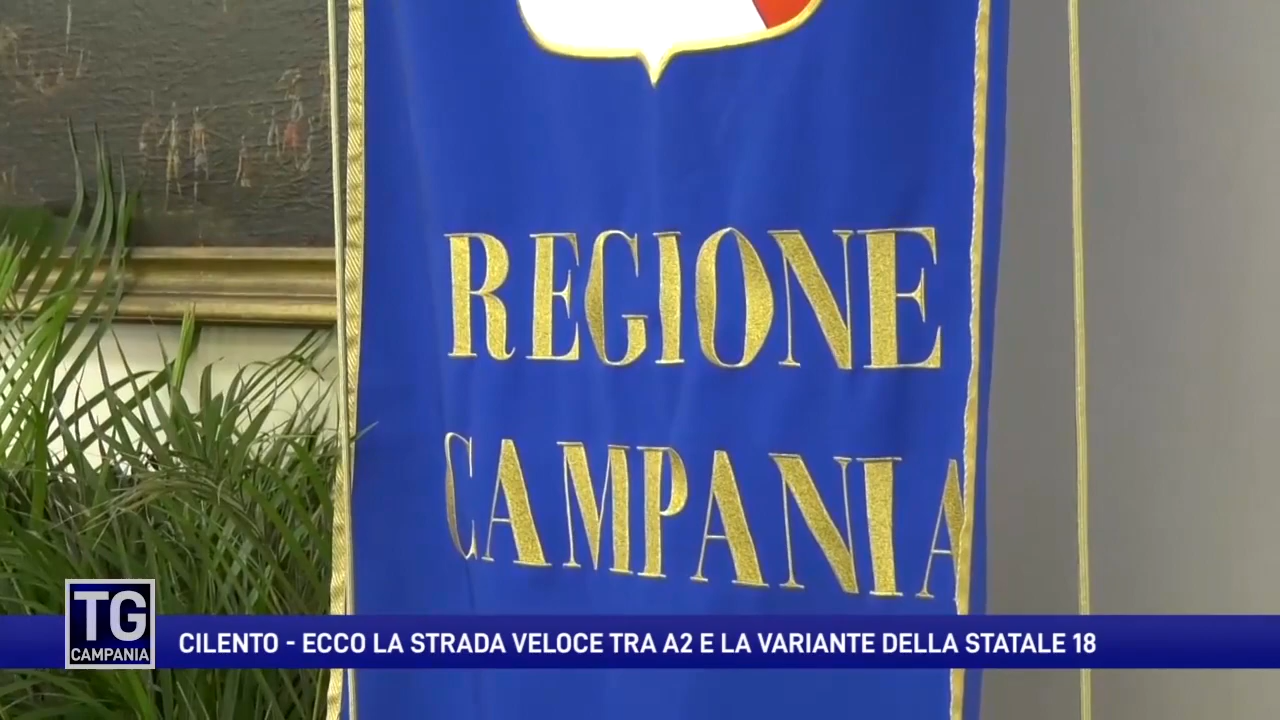 REGIONE
CAMPANIA
TG
CAMPANIA
CILENTO - ECCO LA STRADA VELOCE TRA A2 E LA VARIANTE DELLA STATALE 18